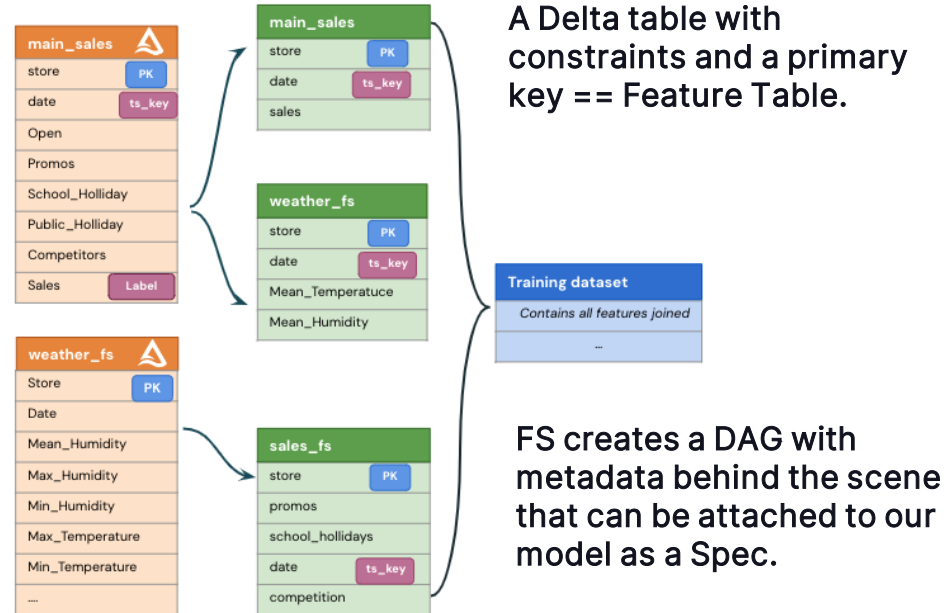 main_sales
store PK
date ts_key
Open
Promos
School_Holliday
Public_Holliday
Competitors
Sales Label
weather_fs
Store PK
Date
Mean_Humidity
Max_Humidity
Min_Humidity
Max_Temperature
Min_Temperature
....
main_sales
store PK
date ts_key
sales
weather_fs
store PK
date ts_key
Mean_Temperatuce
Mean_Humidity
sales_fs
store PK
promos
school_hollidays
date ts_key
competition
A Delta table with
constraints and a primary
key == Feature Table.
Training dataset
Contains all features joined
...
FS creates a DAG with
metadata behind the scene
that can be attached to our
model as a Spec.